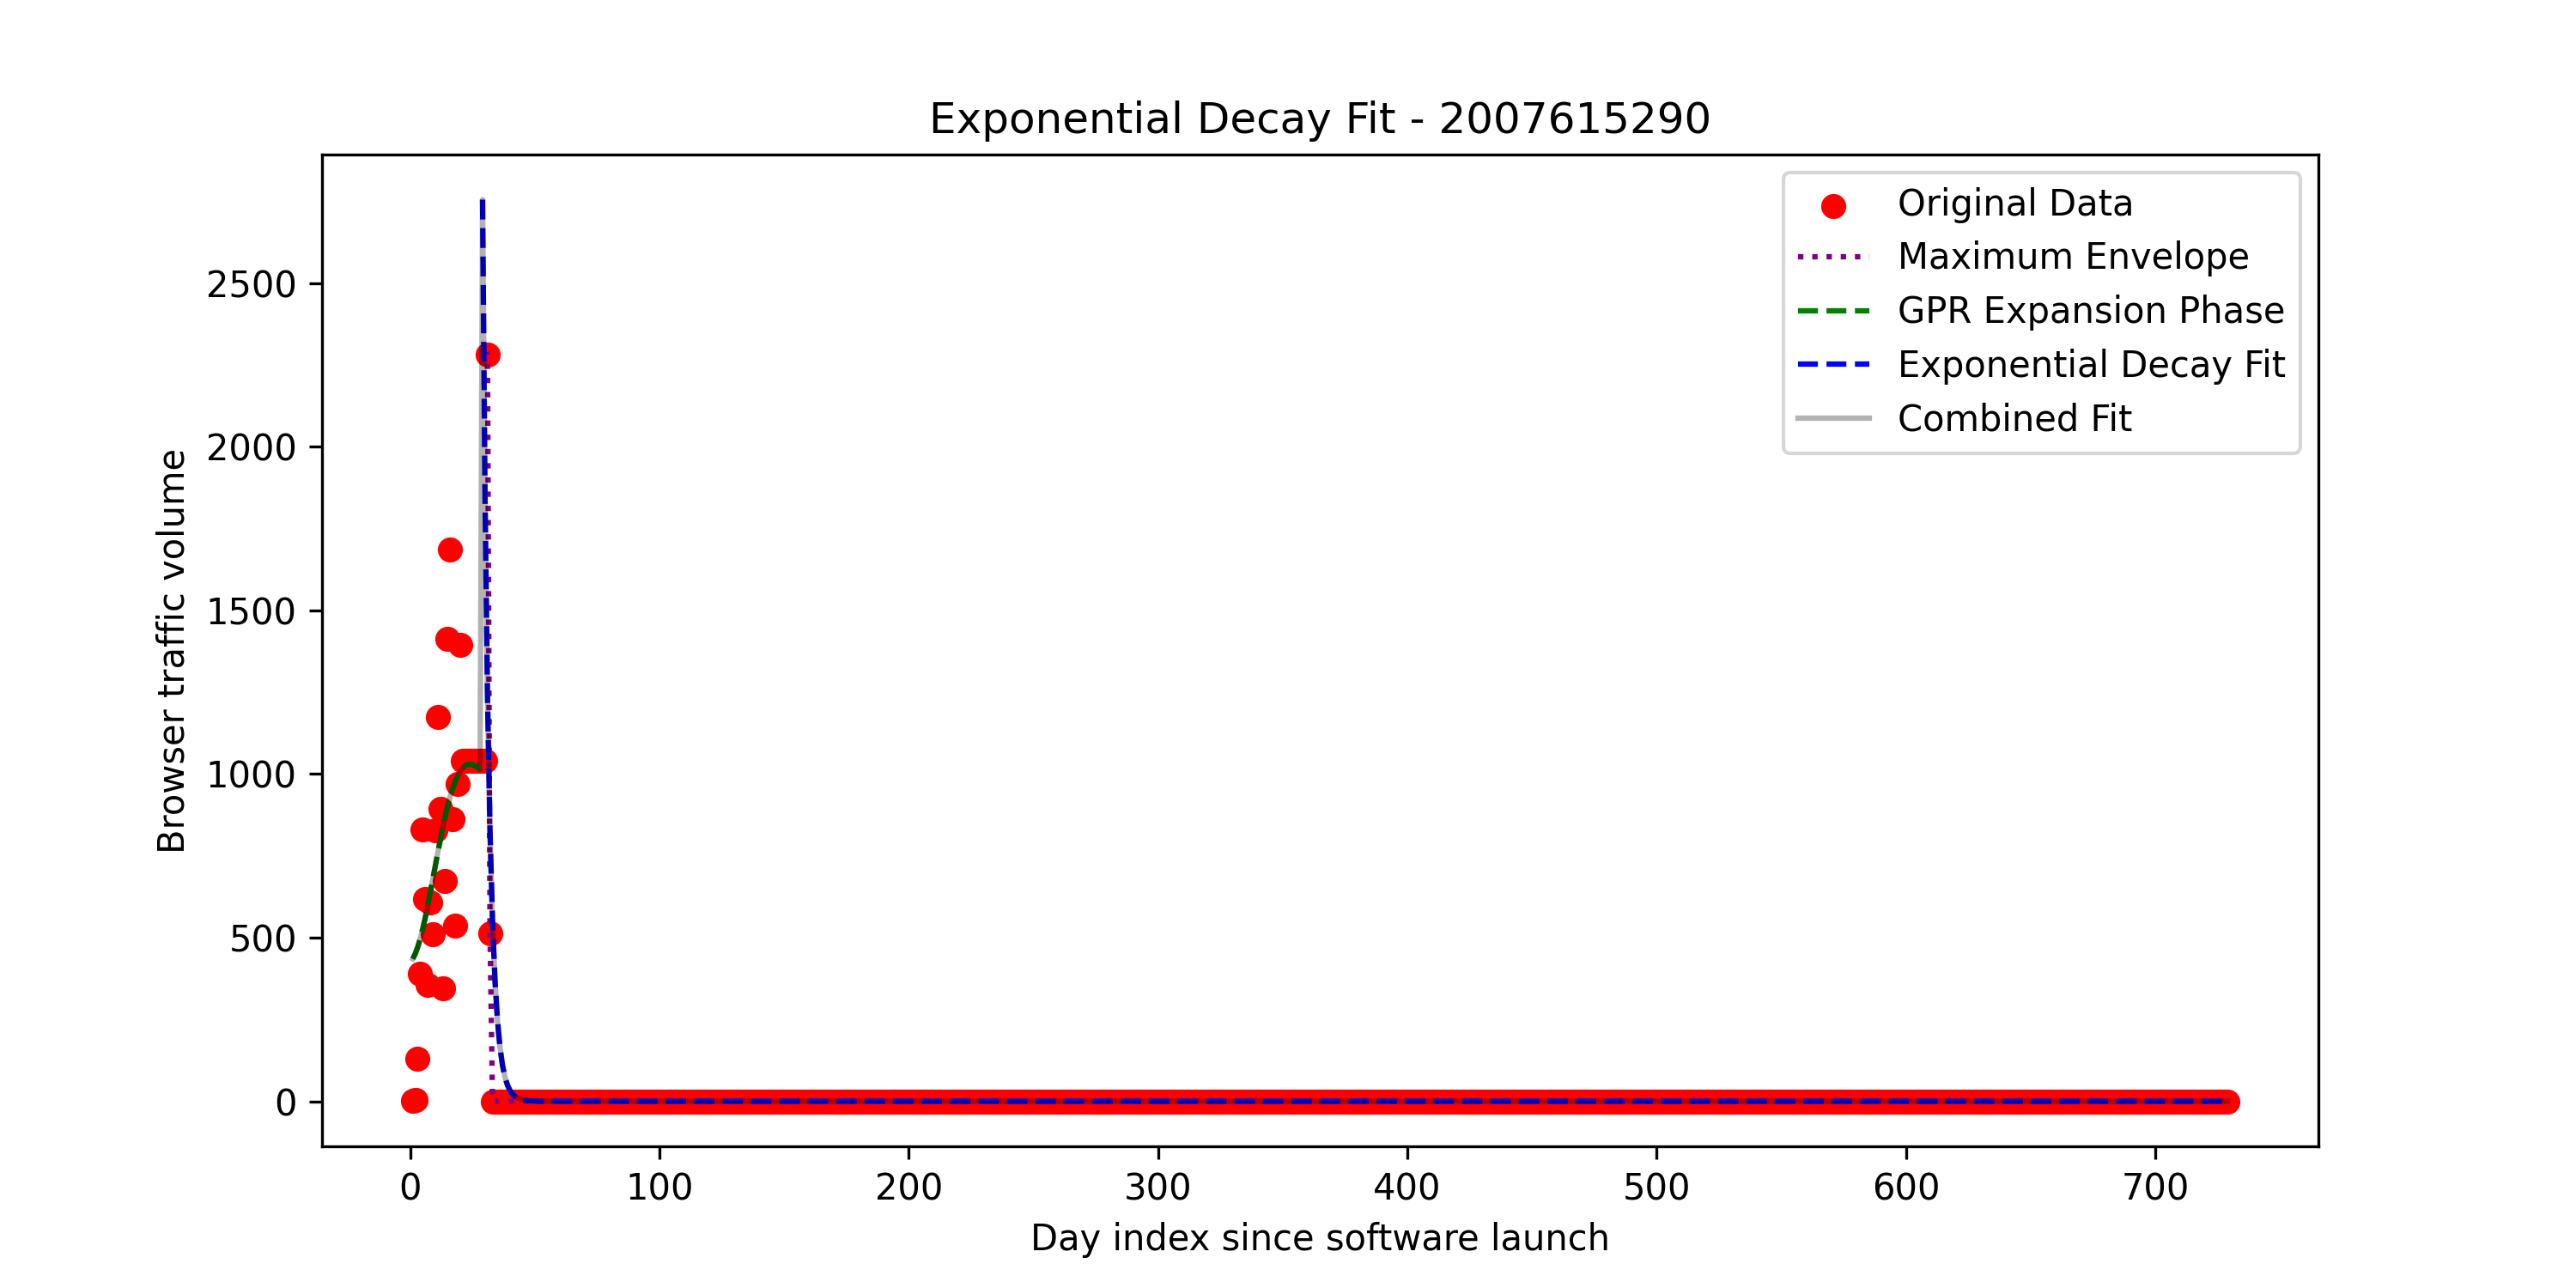 Exponential Decay Fit - 2007615290
Original Data
Maximum Envelope
GPR Expansion Phase
Exponential Decay Fit
Combined Fit
Browser traffic volume
2500
2000
1500
1000
500
0
0 100 200 300 400 500 600 700
Day index since software launch